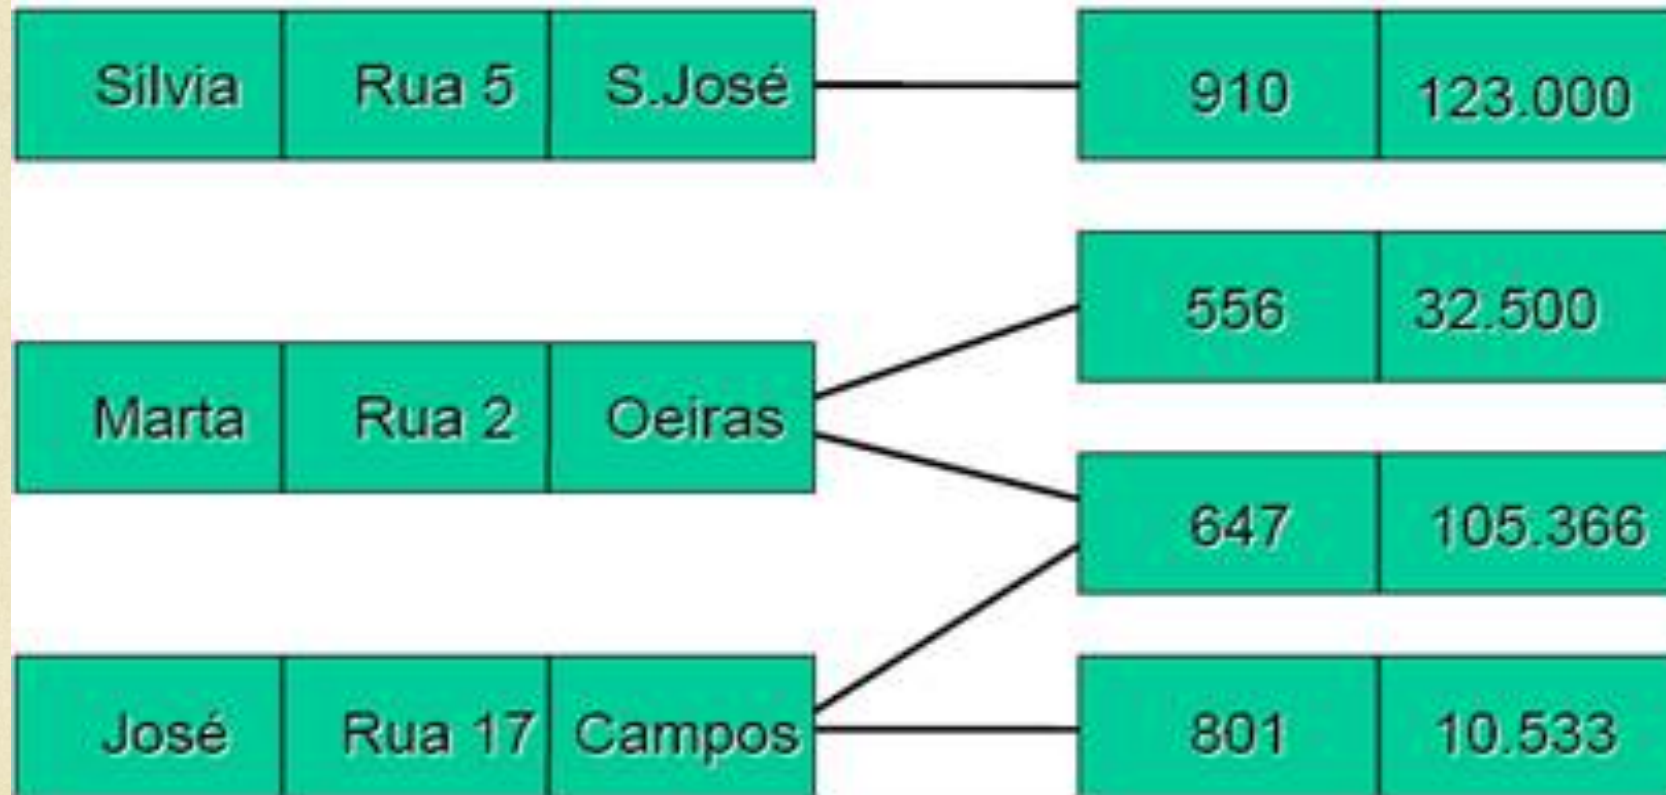 Silvia Rua 5 S.José 910 123.000
556 32.500
Marta Rua 2 Oeiras
647 105.366
José Rua 17 Campos 801 10.533